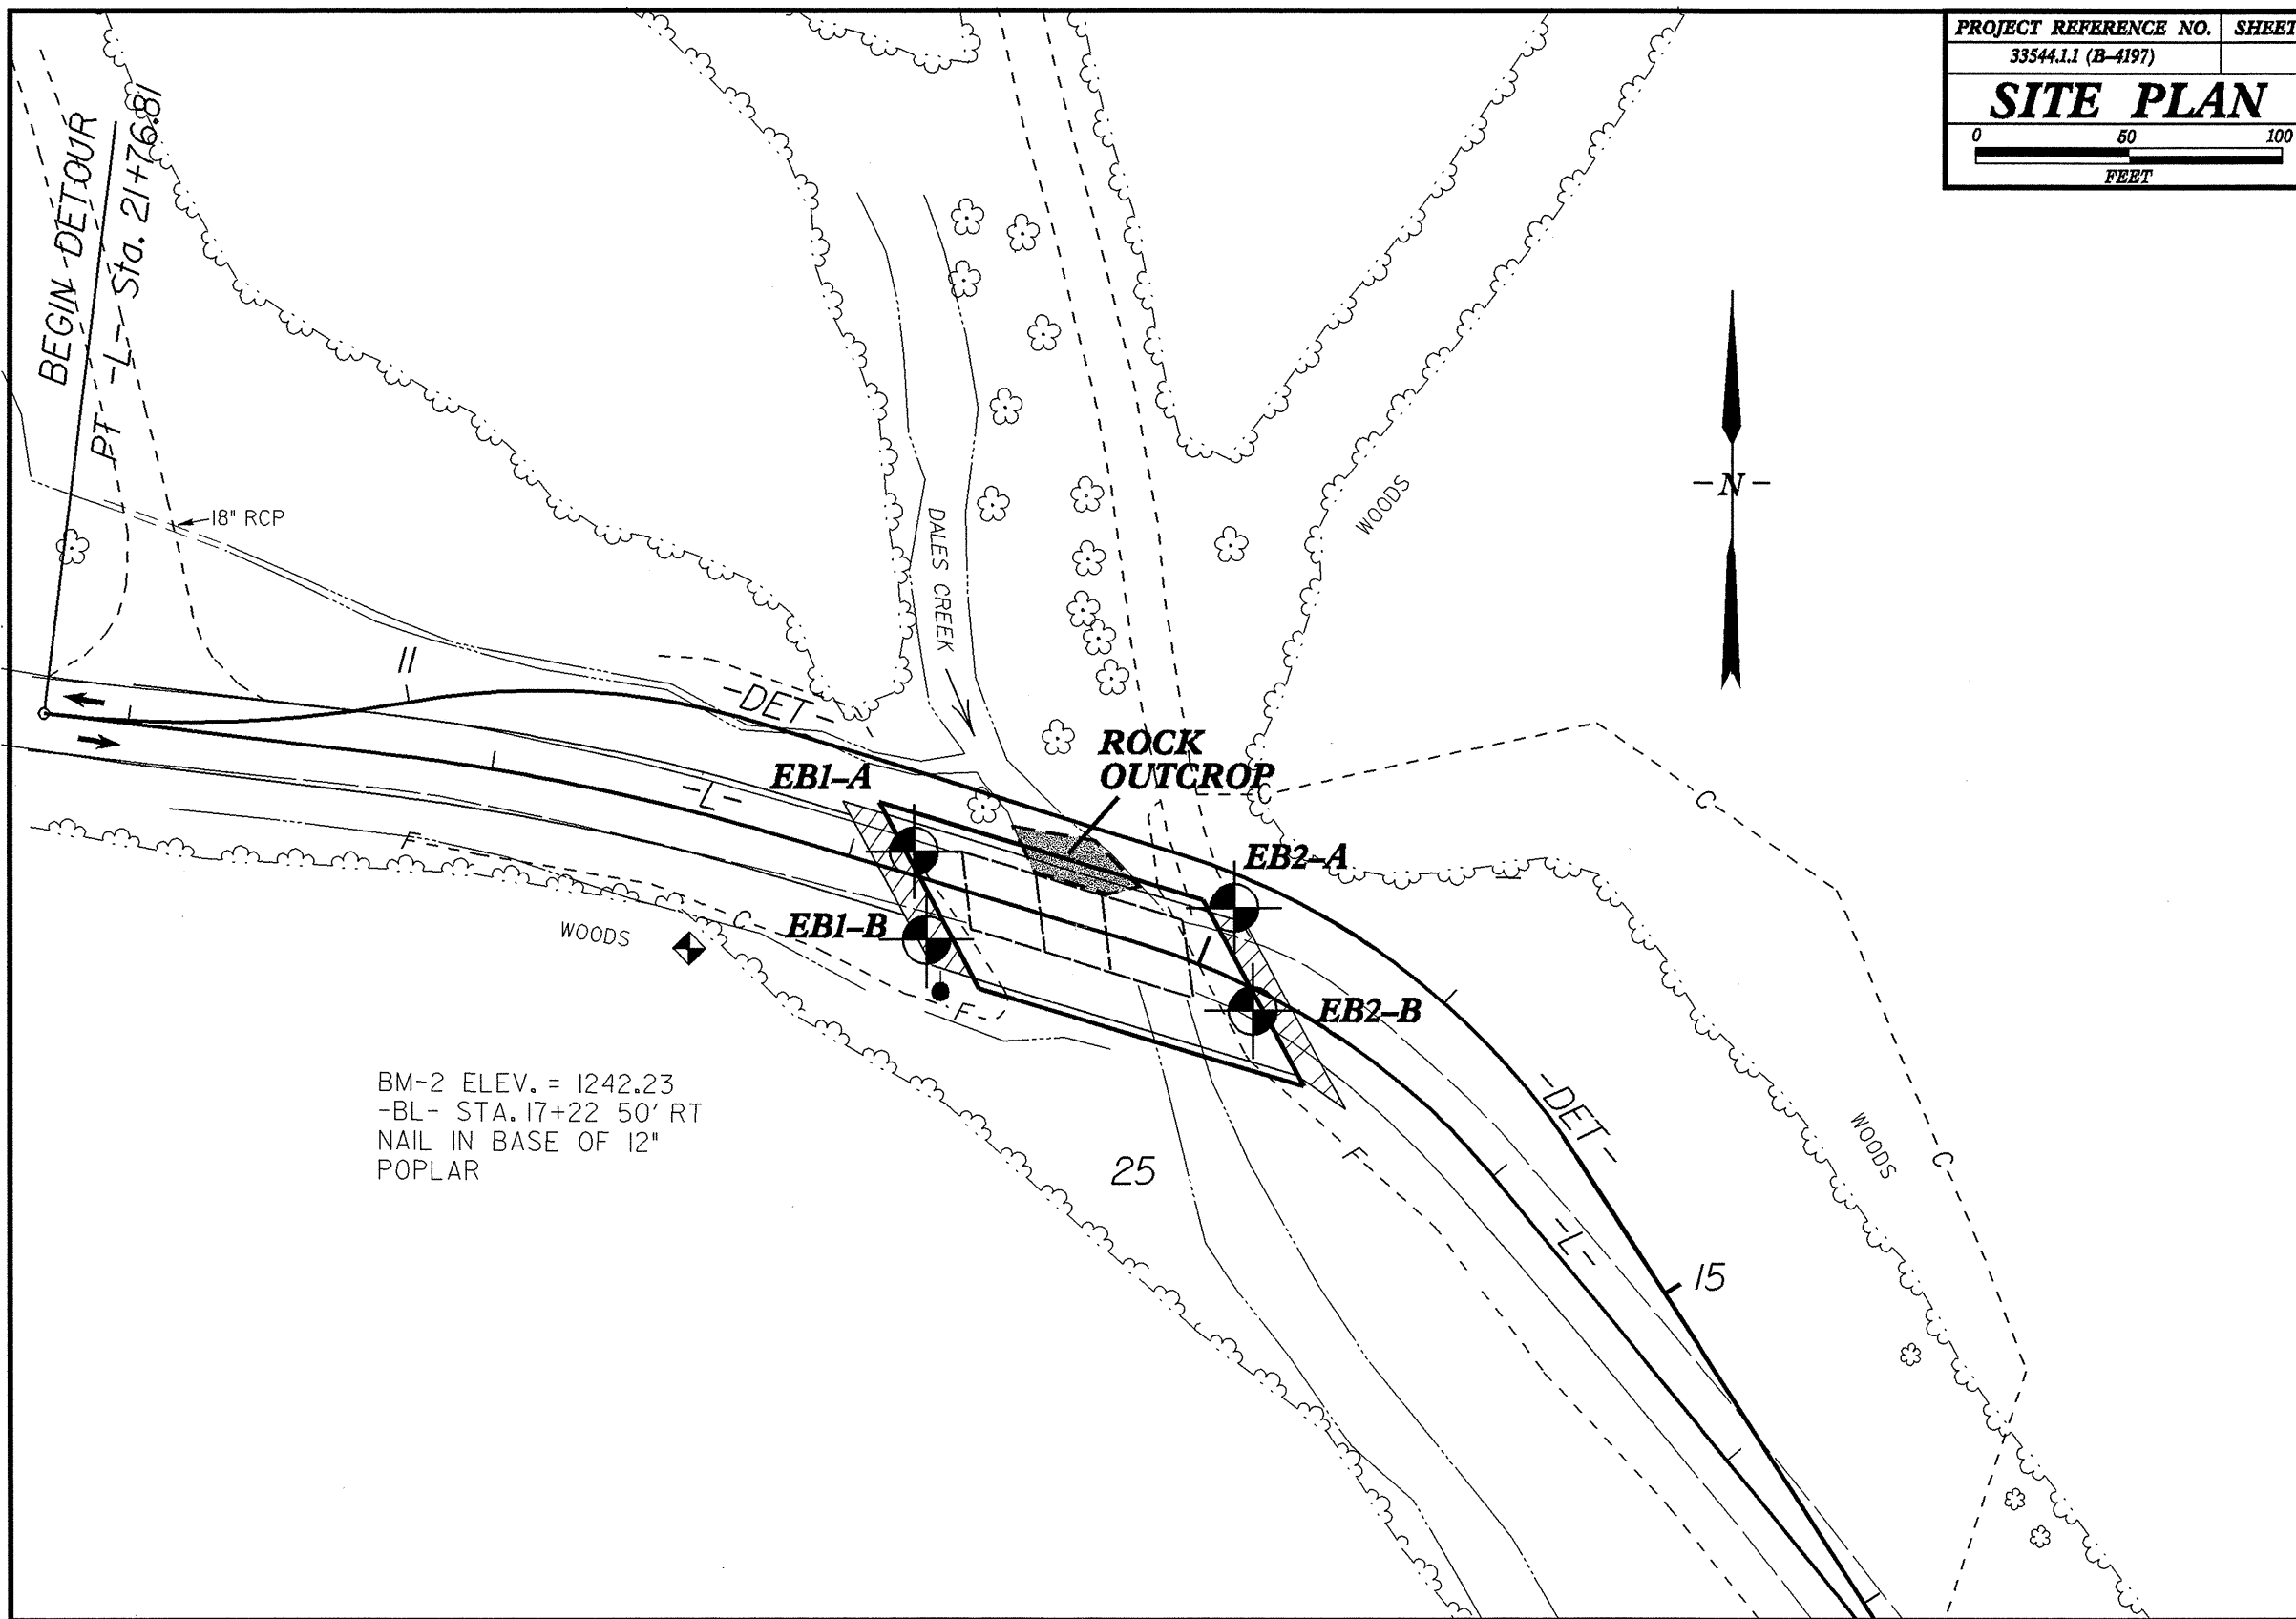 PROJECT REFERENCE NO. SHEET
33544.1.1 (B-4197)
SITE PLAN
0 50 100
FEET
BEGIN DETOUR
PT -L- Sta. 21+76.81
18" RCP
11
DALES CREEK
WOODS
-N-
-DET-
ROCK
OUTCROP
EB1-A
-L-
C
C
F
EB2-A
EB1-B
C
WOODS
F
EB2-B
BM-2 ELEV. = 1242.23
-BL- STA. 17+22 50' RT
NAIL IN BASE OF 12"
POPLAR
25
F
-DET-
WOODS
C
-L-
15